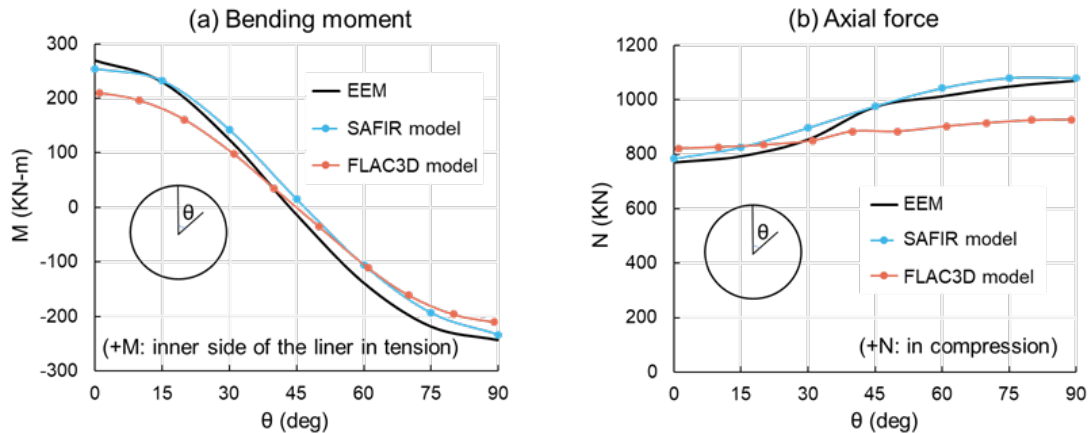 (a) Bending moment
300
200
100
0
-100
-200
-300
M (KN-m)
EEM
SAFIR model
FLAC3D model
θ
(+M: inner side of the liner in tension)
0 15 30 45 60 75 90
θ (deg)
(b) Axial force
1200
1000
800
600
400
200
0
N (KN)
EEM
SAFIR model
FLAC3D model
θ
(+N: in compression)
0 15 30 45 60 75 90
θ (deg)